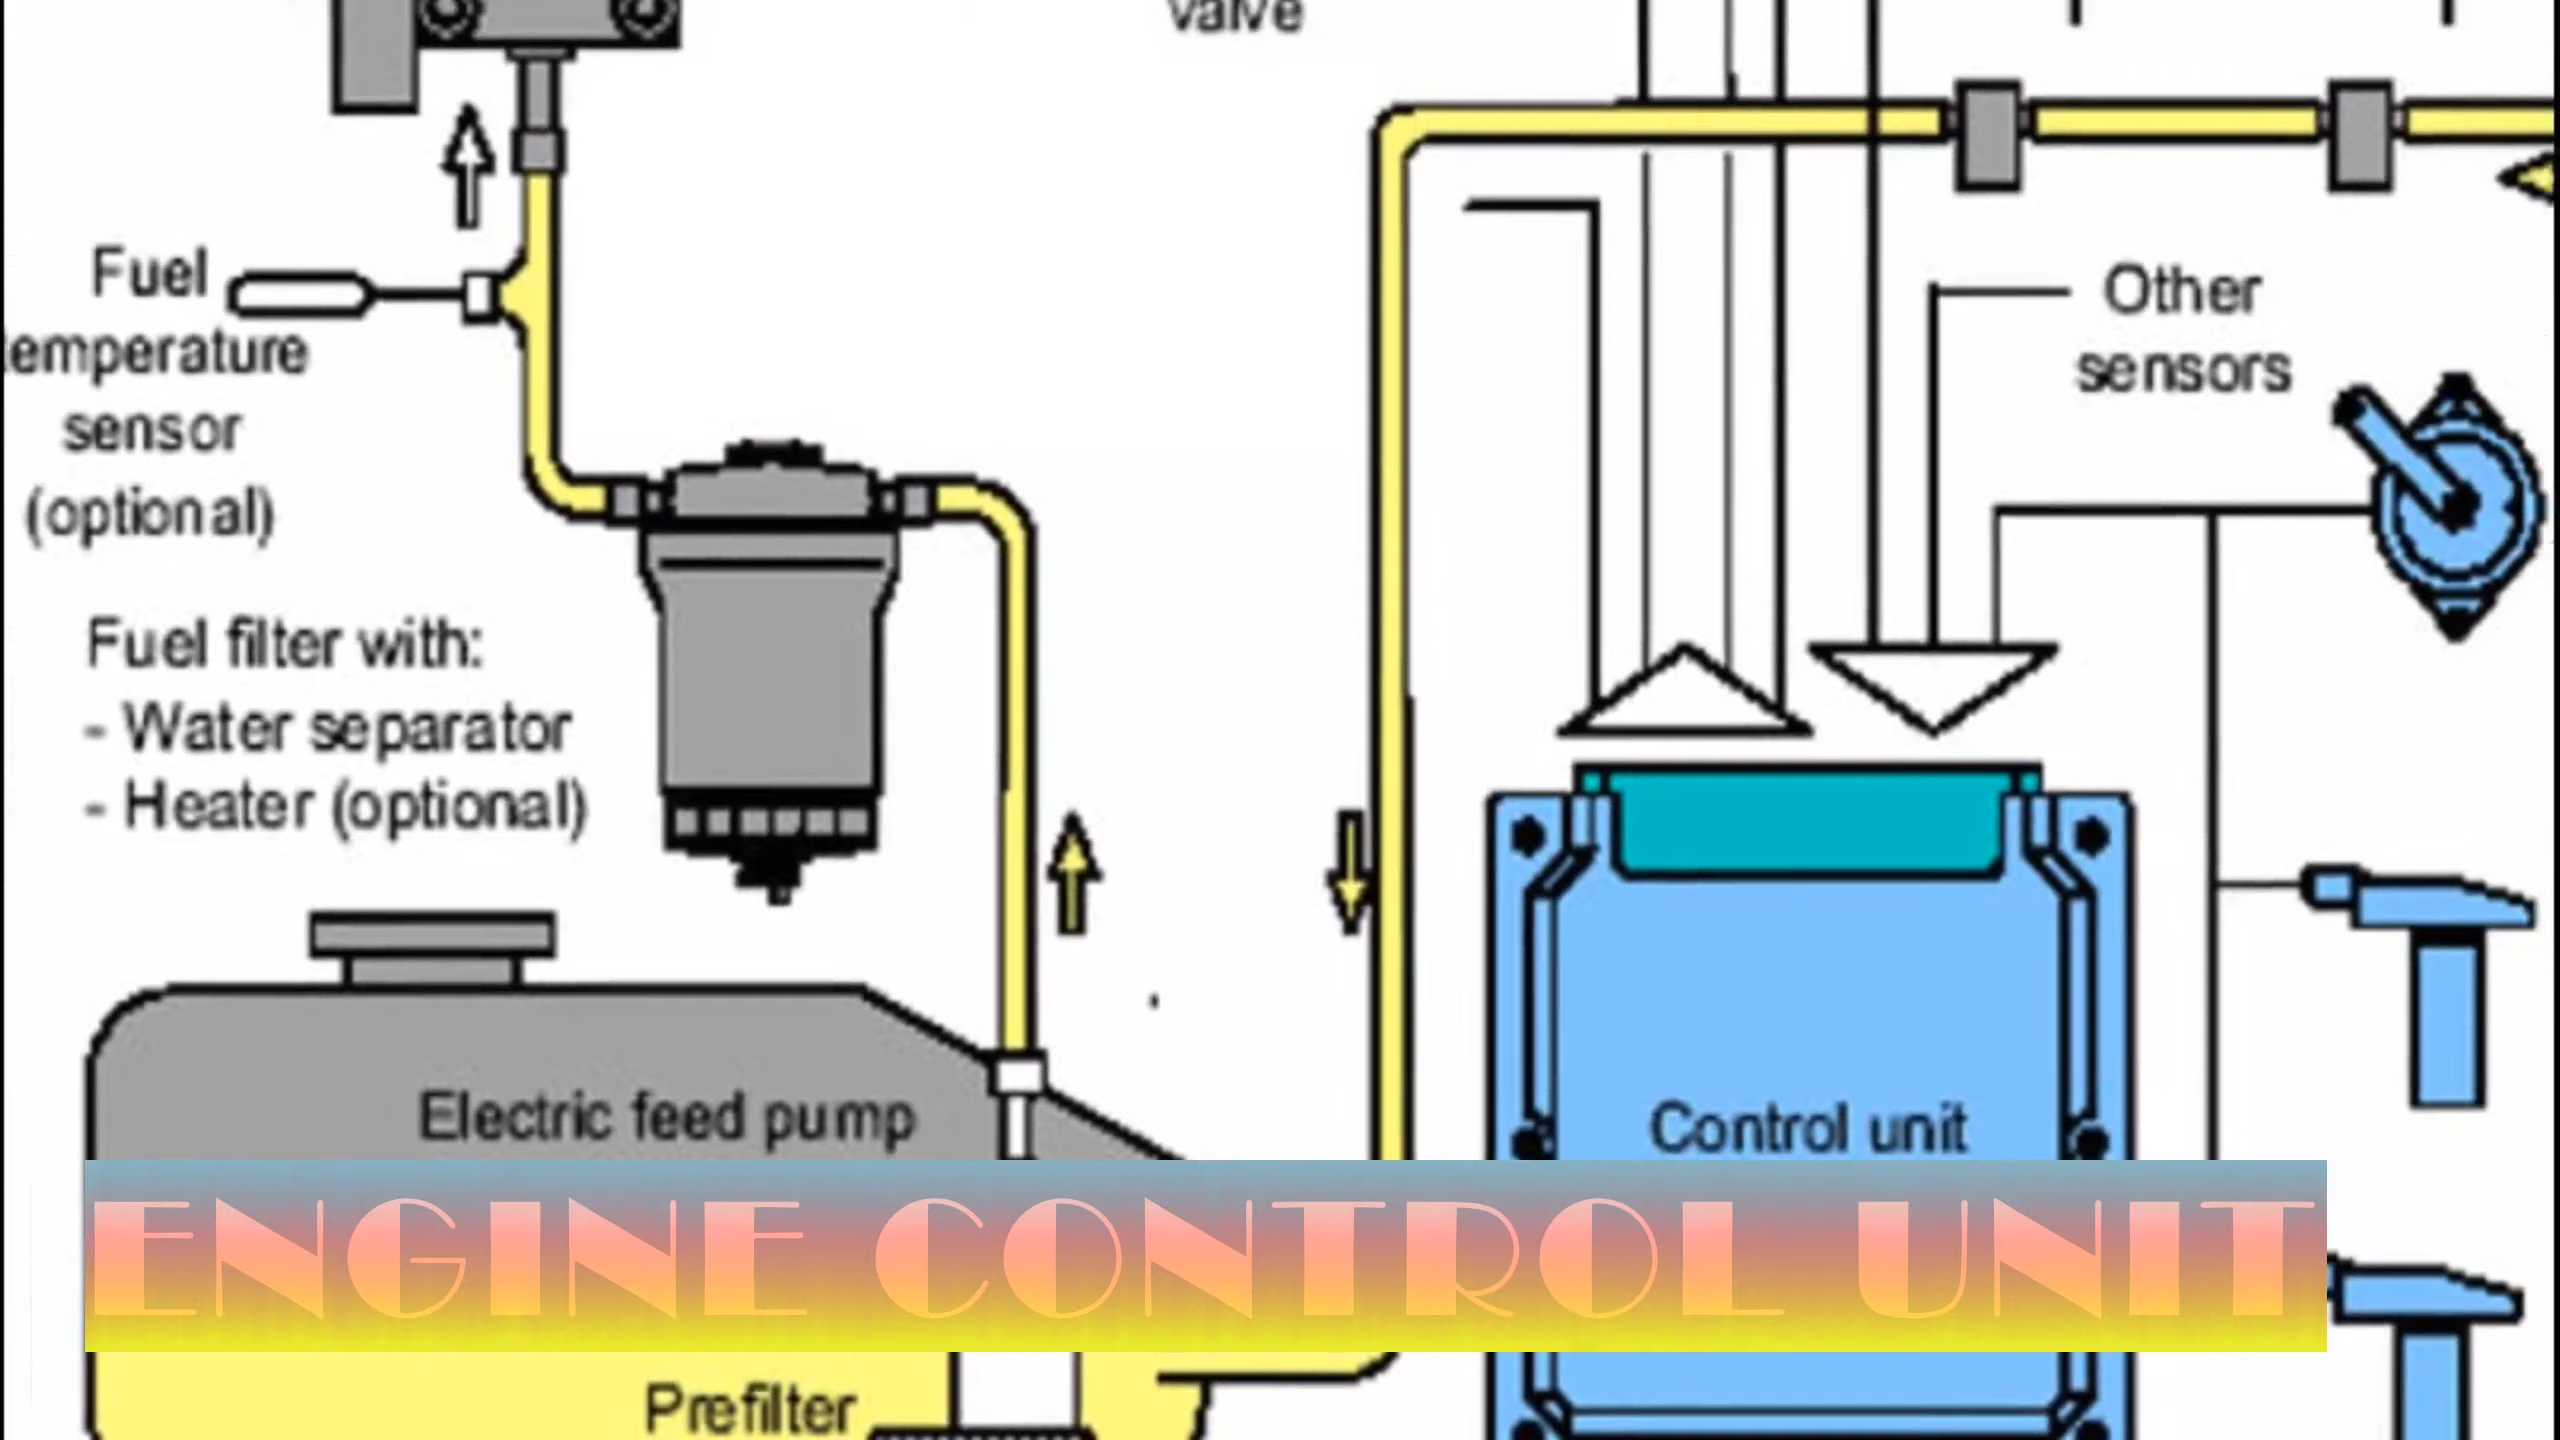 valve
Fuel
temperature
sensor
(optional)
Other
sensors
Fuel filter with:
- Water separator
- Heater (optional)
Electric feed pump
Control unit
ENGINE CONTROL UNIT
Prefilter